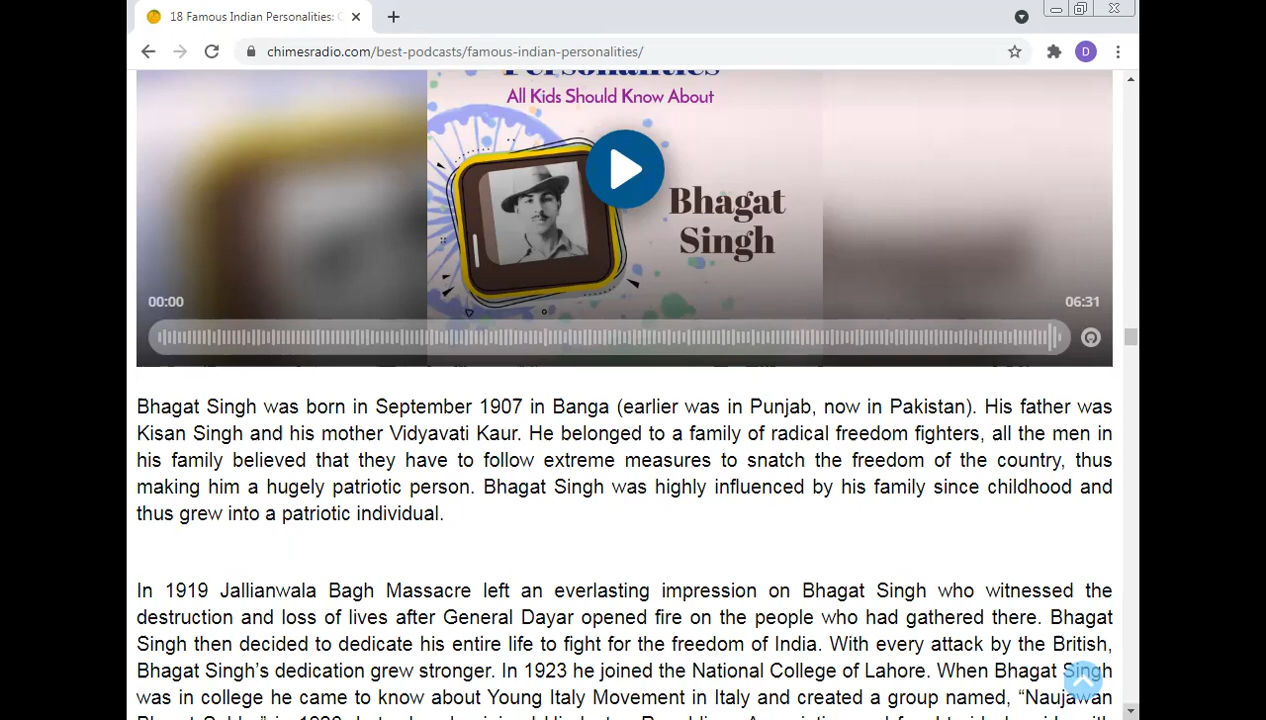 18 Famous Indian Personalities:
chimesradio.com/best-podcasts/famous-indian-personalities/
D
Personalities
All Kids Should Know About
Bhagat
Singh
00:00
06:31
Bhagat Singh was born in September 1907 in Banga (earlier was in Punjab, now in Pakistan). His father was
Kisan Singh and his mother Vidyavati Kaur. He belonged to a family of radical freedom fighters, all the men in
his family believed that they have to follow extreme measures to snatch the freedom of the country, thus
making him a hugely patriotic person. Bhagat Singh was highly influenced by his family since childhood and
thus grew into a patriotic individual.
In 1919 Jallianwala Bagh Massacre left an everlasting impression on Bhagat Singh who witnessed the
destruction and loss of lives after General Dayar opened fire on the people who had gathered there. Bhagat
Singh then decided to dedicate his entire life to fight for the freedom of India. With every attack by the British,
Bhagat Singh’s dedication grew stronger. In 1923 he joined the National College of Lahore. When Bhagat Singh
was in college he came to know about Young Italy Movement in Italy and created a group named, “Naujawan